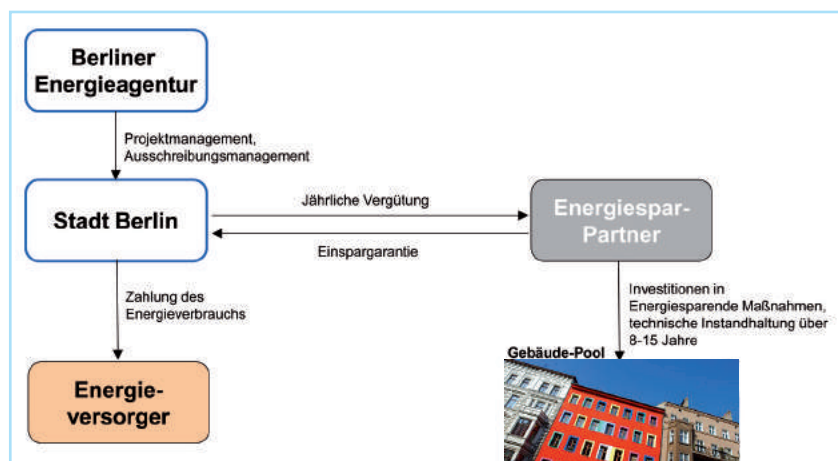 Berliner
Energieagentur
Projektmanagement,
Ausschreibungsmanagement
Stadt Berlin
Jährliche Vergütung
Einspargarantie
Energiespar-
Partner
Zahlung des
Energieverbrauchs
Investitionen in
Energiesparende Maßnahmen,
technische Instandhaltung über
8-15 Jahre
Gebäude-Pool
Energie-
versorger